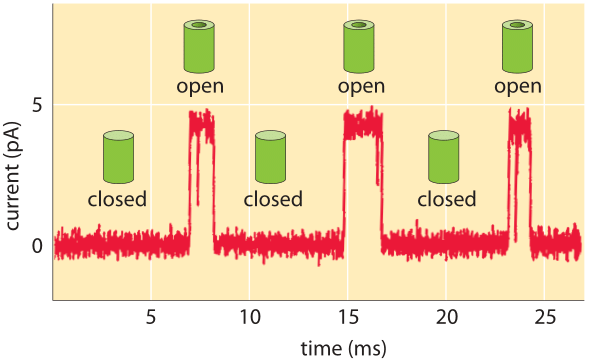 open
open
open
5
closed
closed
closed
current (pA)
0
5
10
15
20
25
time (ms)